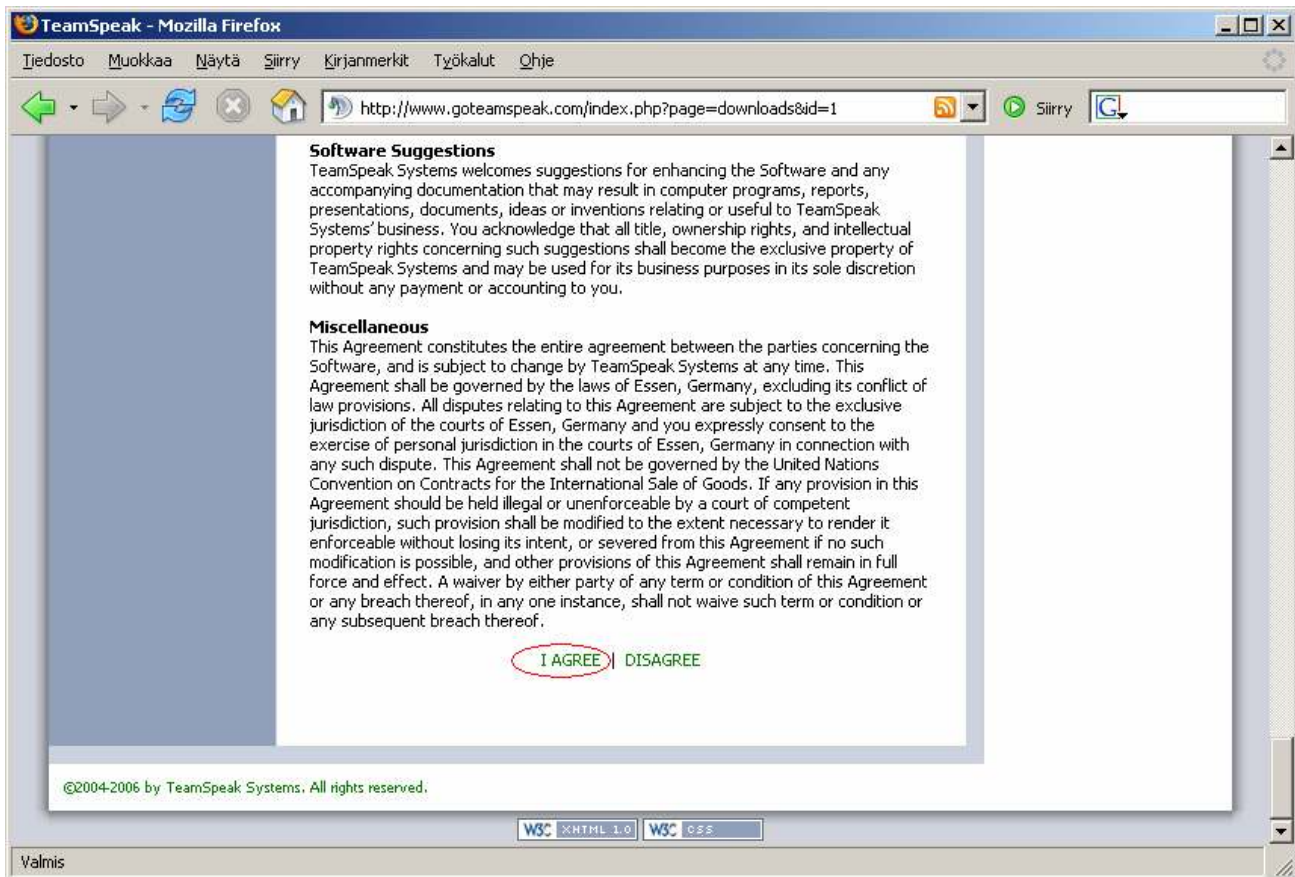 TeamSpeak - Mozilla Firefox
Tiedosto Muokkaa Näytä Siirry Kirjanmerkit Työkalut Ohje
http://www.goteamspeak.com/index.php?page=downloads&id=1 Siirry G
Software Suggestions
TeamSpeak Systems welcomes suggestions for enhancing the Software and any
accompanying documentation that may result in computer programs, reports,
presentations, documents, ideas or inventions relating or useful to TeamSpeak
Systems' business. You acknowledge that all title, ownership rights, and intellectual
property rights concerning such suggestions shall become the exclusive property of
TeamSpeak Systems and may be used for its business purposes in its sole discretion
without any payment or accounting to you.
Miscellaneous
This Agreement constitutes the entire agreement between the parties concerning the
Software, and is subject to change by TeamSpeak Systems at any time. This
Agreement shall be governed by the laws of Essen, Germany, excluding its conflict of
law provisions. All disputes relating to this Agreement are subject to the exclusive
jurisdiction of the courts of Essen, Germany and you expressly consent to the
exercise of personal jurisdiction in the courts of Essen, Germany in connection with
any such dispute. This Agreement shall not be governed by the United Nations
Convention on Contracts for the International Sale of Goods. If any provision in this
Agreement should be held illegal or unenforceable by a court of competent
jurisdiction, such provision shall be modified to the extent necessary to render it
enforceable without losing its intent, or severed from this Agreement if no such
modification is possible, and other provisions of this Agreement shall remain in full
force and effect. A waiver by either party of any term or condition of this Agreement
or any breach thereof, in any one instance, shall not waive such term or condition or
any subsequent breach thereof.
I AGREE | DISAGREE
©2004-2006 by TeamSpeak Systems. All rights reserved.
W3C XHTML 1.0 W3C CSS
Valmis